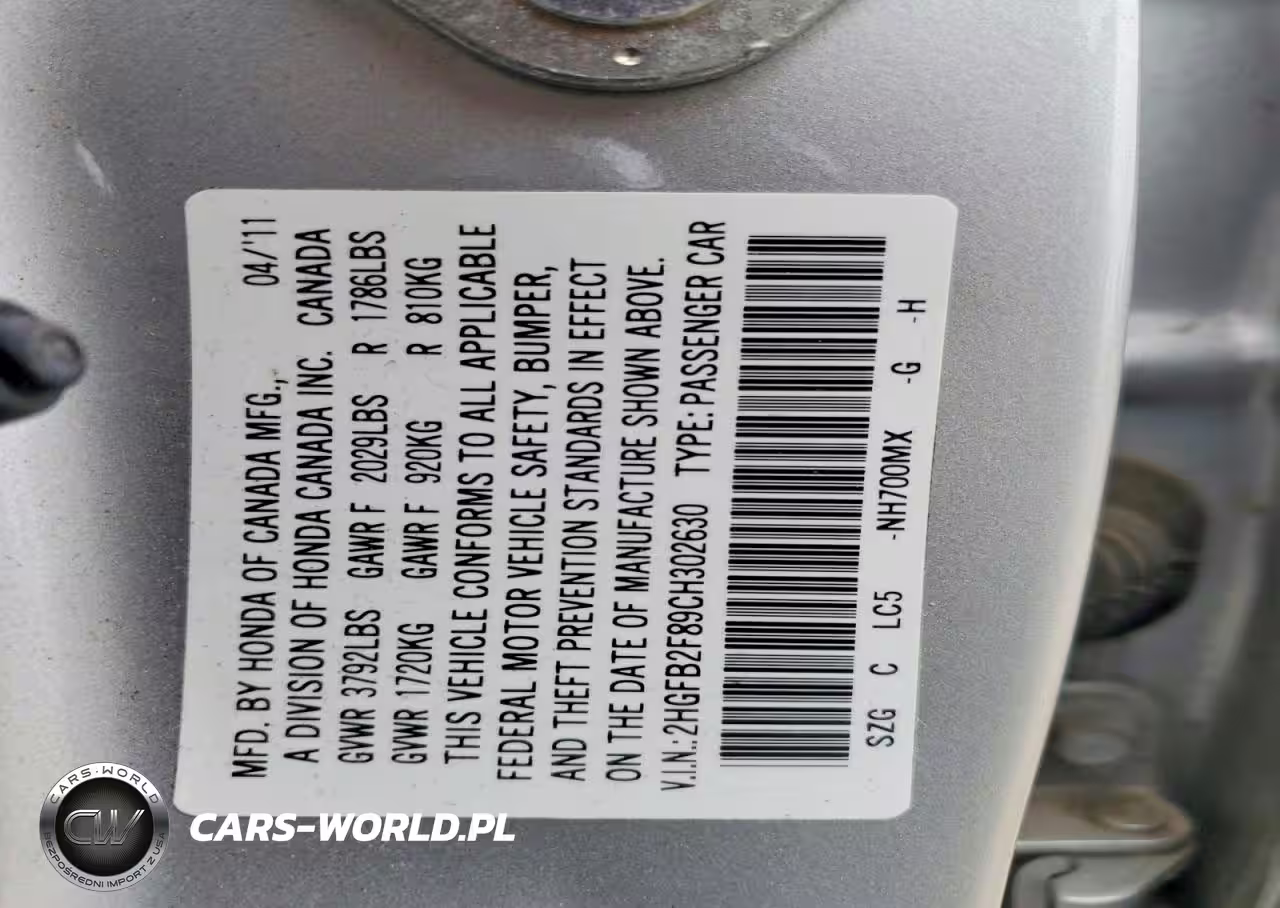 MFD. BY HONDA OF CANADA MFG., 04/'11
A DIVISION OF HONDA CANADA INC. CANADA
GVWR 3792LBS GAWR F 2029LBS R 1786LBS
GVWR 1720KG GAWR F 920KG R 810KG
THIS VEHICLE CONFORMS TO ALL APPLICABLE
FEDERAL MOTOR VEHICLE SAFETY, BUMPER,
AND THEFT PREVENTION STANDARDS IN EFFECT
ON THE DATE OF MANUFACTURE SHOWN ABOVE.
V.I.N.: 2HGFB2F89CH302630 TYPE: PASSENGER CAR
SZG C LC5 -NH700MX -G -H
CARS-WORLD
CW
BEZPOŚREDNI IMPORT Z USA
CARS-WORLD.PL